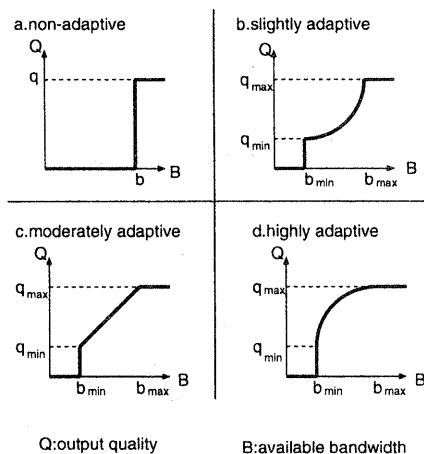 a.non-adaptive
Q
q
b
B
b.slightly adaptive
Q
q max
q min
b min
b max
B
c.moderately adaptive
Q
q max
q min
b min
b max
B
d.highly adaptive
Q
q max
q min
b min
b max
B
Q:output quality
B:available bandwidth